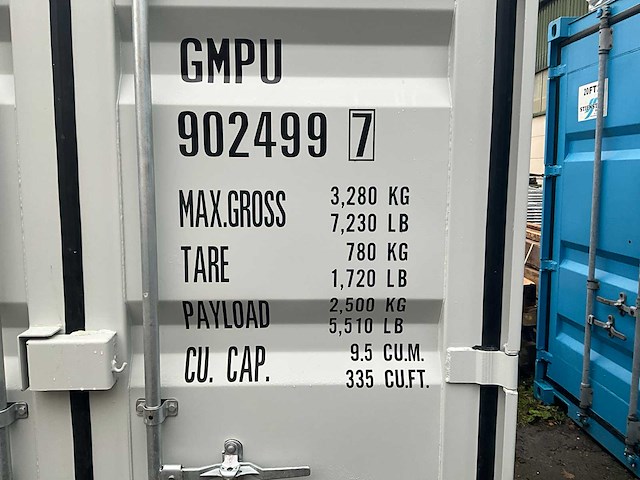 GMPU
902499 7
MAX.GROSS 3,280 KG
7,230 LB
TARE 780 KG
1,720 LB
PAYLOAD 2,500 KG
5,510 LB
CU. CAP. 9.5 CU.M.
335 CU.FT.
20FT